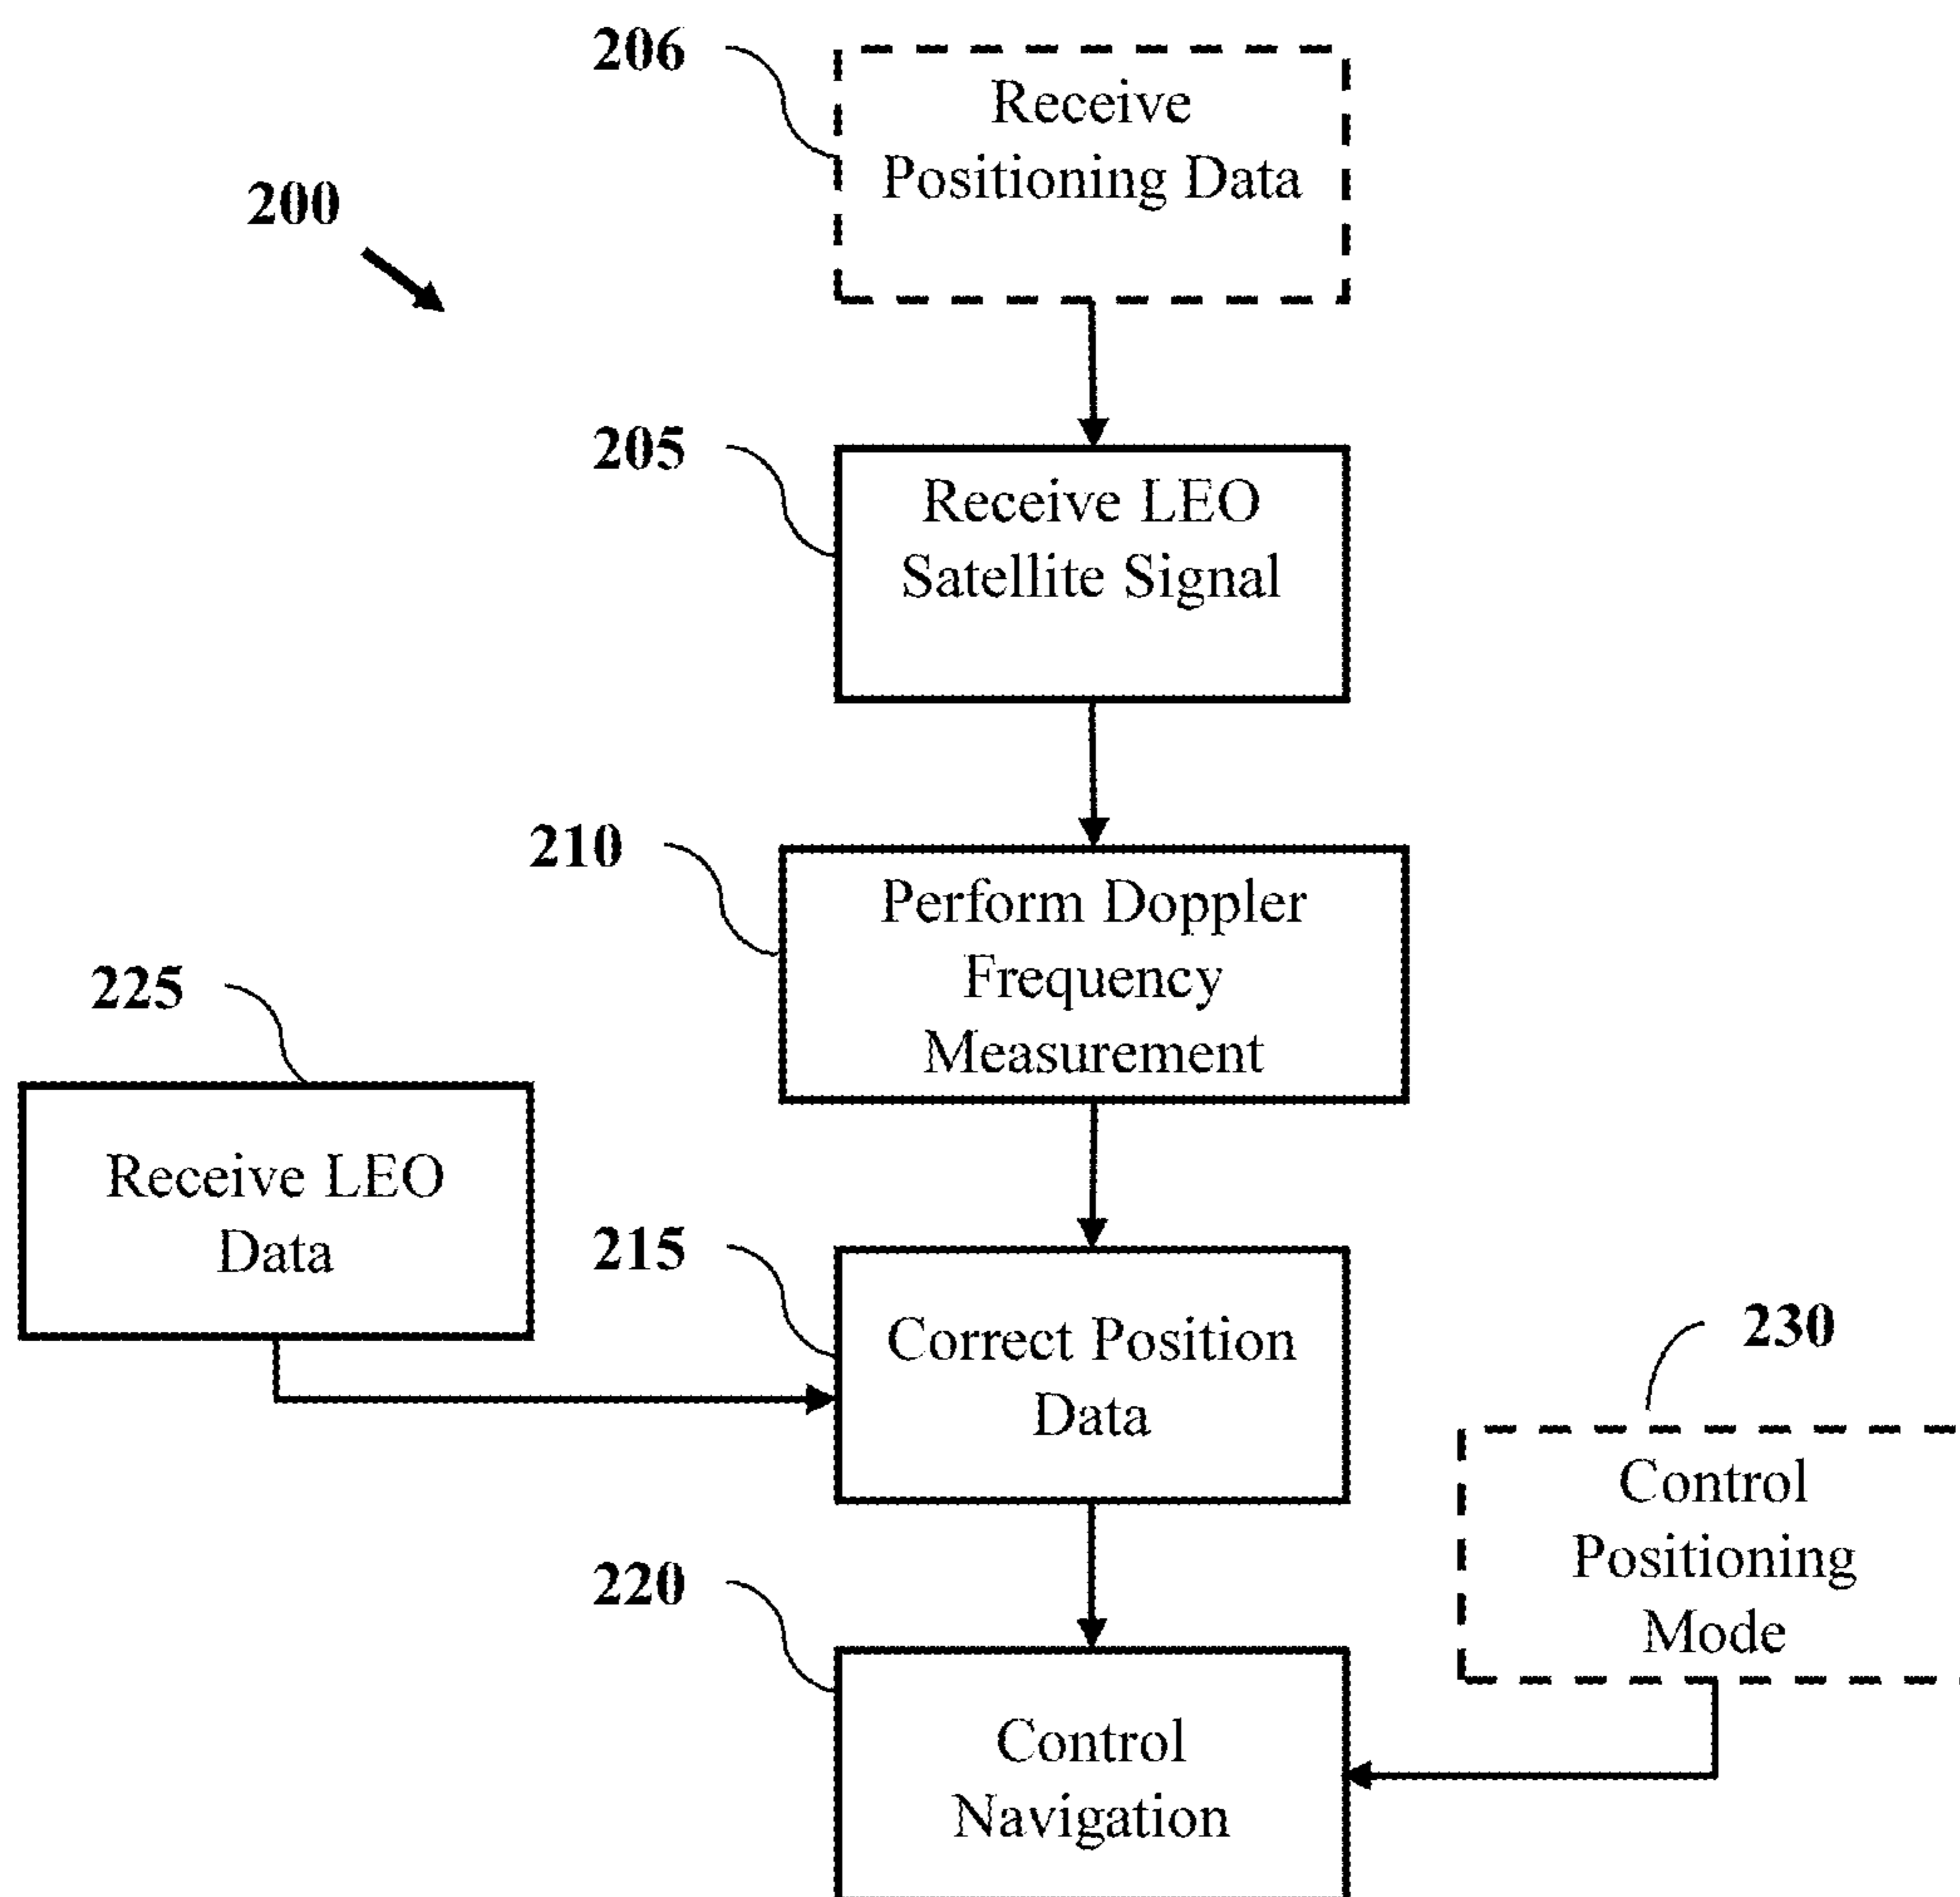 206
Receive
Positioning Data
200
205
Receive LEO
Satellite Signal
210
Perform Doppler
Frequency
Measurement
225
Receive LEO
Data
215
Correct Position
Data
230
Control
Positioning
Mode
220
Control
Navigation